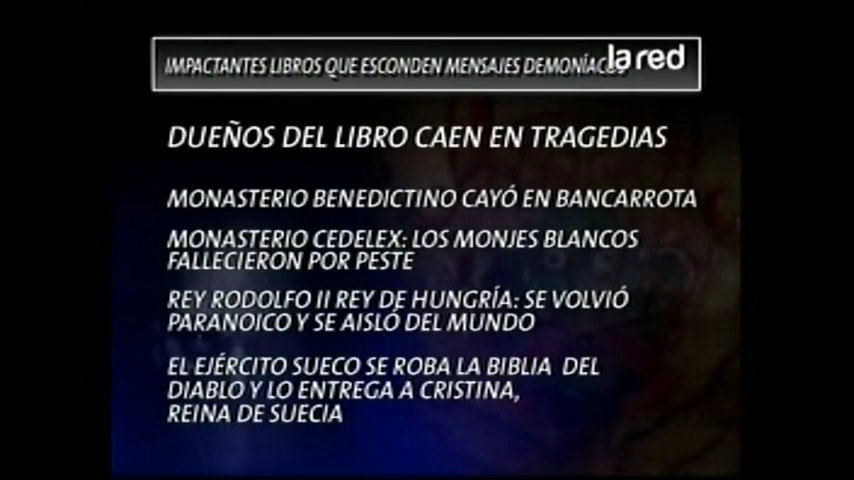 IMPACTANTES LIBROS QUE ESCONDEN MENSAJES DEMONÍACOS
la red
DUEÑOS DEL LIBRO CAEN EN TRAGEDIAS
MONASTERIO BENEDICTINO CAYÓ EN BANCARROTA
MONASTERIO CEDELEX: LOS MONJES BLANCOS
FALLECIERON POR PESTE
REY RODOLFO II REY DE HUNGRÍA: SE VOLVIÓ
PARANOICO Y SE AISLÓ DEL MUNDO
EL EJÉRCITO SUECO SE ROBA LA BIBLIA DEL
DIABLO Y LO ENTREGA A CRISTINA,
REINA DE SUECIA